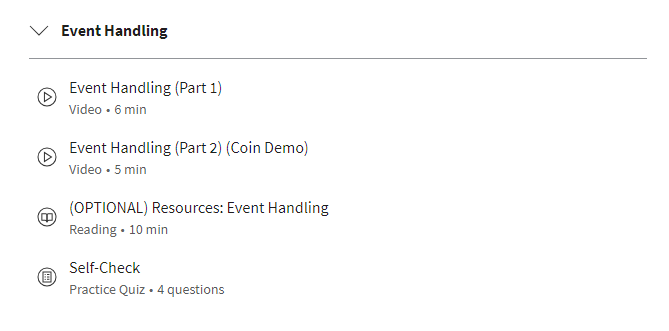 Event Handling
Event Handling (Part 1)
Video • 6 min
Event Handling (Part 2) (Coin Demo)
Video • 5 min
(OPTIONAL) Resources: Event Handling
Reading • 10 min
Self-Check
Practice Quiz • 4 questions